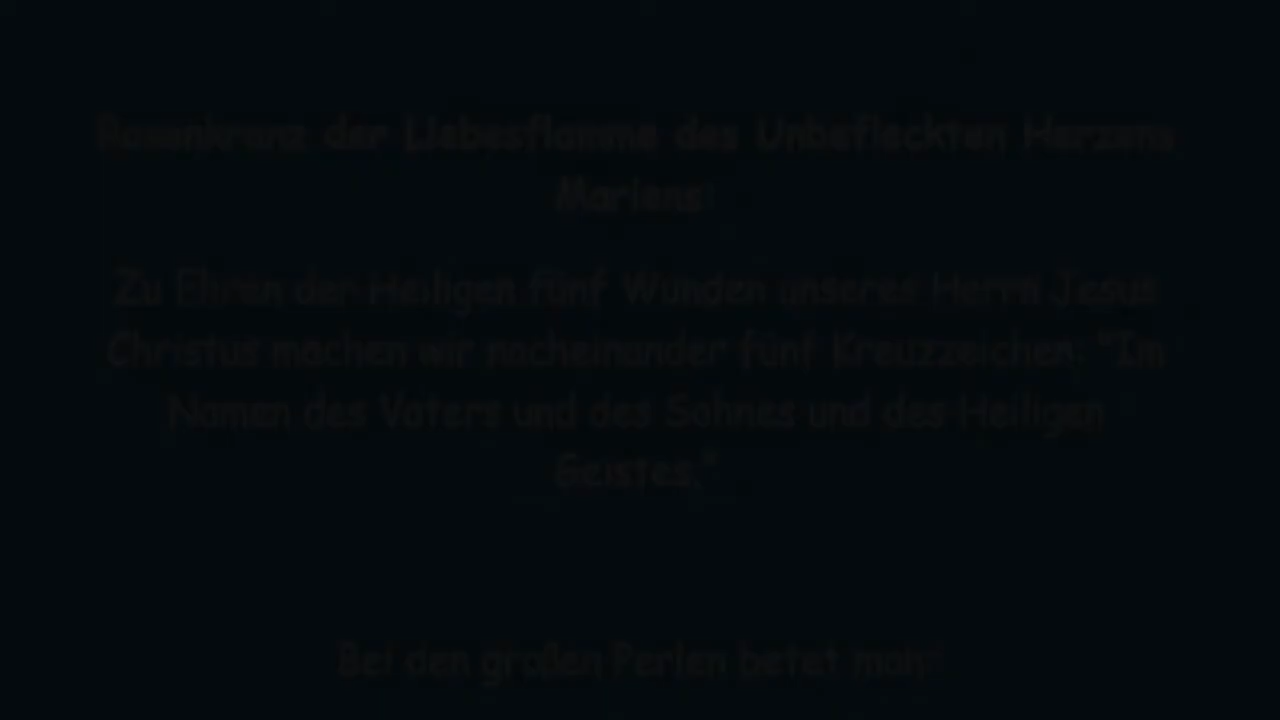 Rosenkranz der Liebesflamme des Unbefleckten Herzens
Mariens:
Zu Ehren der Heiligen fünf Wunden unseres Herrn Jesus
Christus machen wir nacheinander fünf Kreuzzeichen. "Im
Namen des Vaters und des Sohnes und des Heiligen
Geistes."
Bei den großen Perlen betet man: